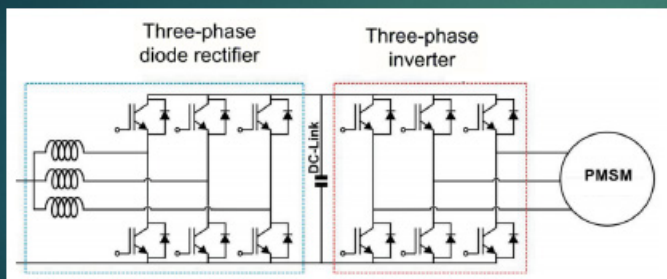 Three-phase
diode rectifier
Three-phase
inverter
DC-Link
PMSM